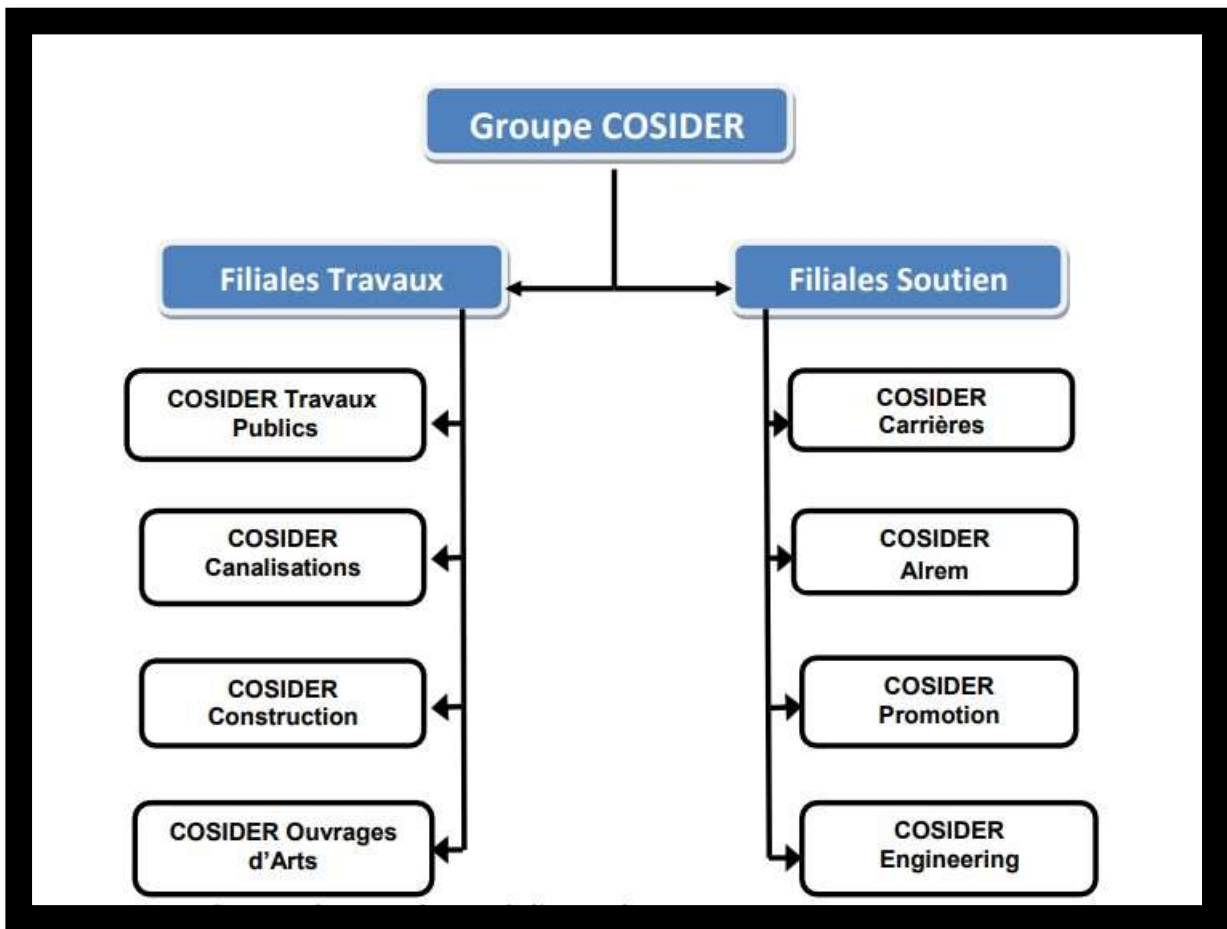 Groupe COSIDER
Filiales Travaux
Filiales Soutien
COSIDER Travaux
Publics
COSIDER
Carrières
COSIDER
Canalisations
COSIDER
Alrem
COSIDER
Construction
COSIDER
Promotion
COSIDER Ouvrages
d’Arts
COSIDER
Engineering